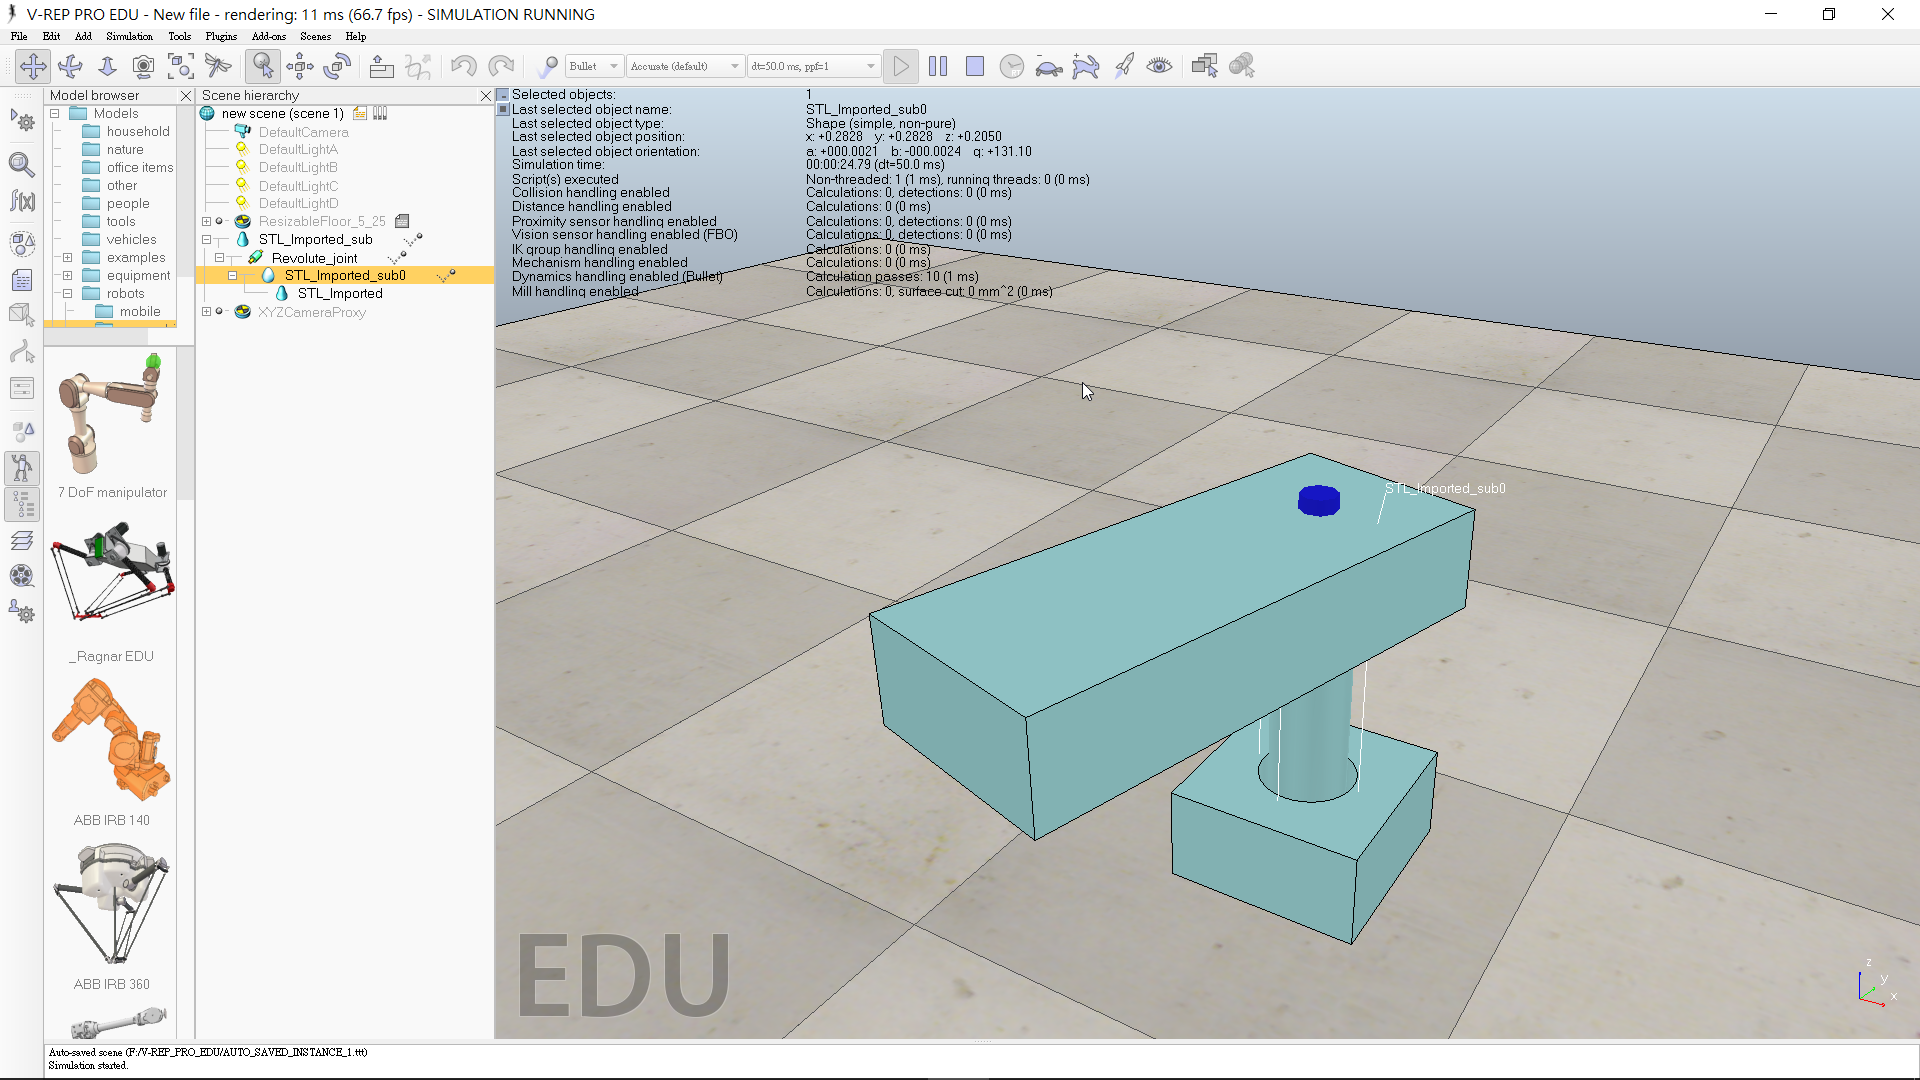 V-REP PRO EDU - New file - rendering: 11 ms (66.7 fps) - SIMULATION RUNNING
File Edit Add Simulation Tools Plugins Add-ons Scenes Help
Bullet Accurate (default) dt=50.0 ms, ppf=1
Model browser
Models
household
nature
office items
other
people
tools
vehicles
examples
equipment
robots
mobile
7 DoF manipulator
_Ragnar EDU
ABB IRB 140
ABB IRB 360
Scene hierarchy
new scene (scene 1)
DefaultCamera
DefaultLightA
DefaultLightB
DefaultLightC
DefaultLightD
ResizableFloor_5_25
STL_Imported_sub
Revolute_joint
STL_Imported_sub0
STL_Imported
XYZCameraProxy
Selected objects: 1
Last selected object name: STL_Imported_sub0
Last selected object type: Shape (simple, non-pure)
Last selected object position: x: +0.2828 y: +0.2828 z: +0.2050
Last selected object orientation: a: +000.0021 b: -000.0024 g: +131.10
Simulation time: 00:00:24.79 (dt=50.0 ms)
Script(s) executed Non-threaded: 1 (1 ms), running threads: 0 (0 ms)
Collision handling enabled Calculations: 0, detections: 0 (0 ms)
Distance handling enabled Calculations: 0 (0 ms)
Proximity sensor handling enabled Calculations: 0, detections: 0 (0 ms)
Vision sensor handling enabled (FBO) Calculations: 0, detections: 0 (0 ms)
IK group handling enabled Calculations: 0 (0 ms)
Mechanism handling enabled Calculations: 0 (0 ms)
Dynamics handling enabled (Bullet) Calculation passes: 10 (1 ms)
Mill handling enabled Calculations: 0, surface cut: 0 mm^2 (0 ms)
STL_Imported_sub0
EDU
z
y
x
Auto-saved scene (F:/V-REP_PRO_EDU/AUTO_SAVED_INSTANCE_1.ttt)
Simulation started.